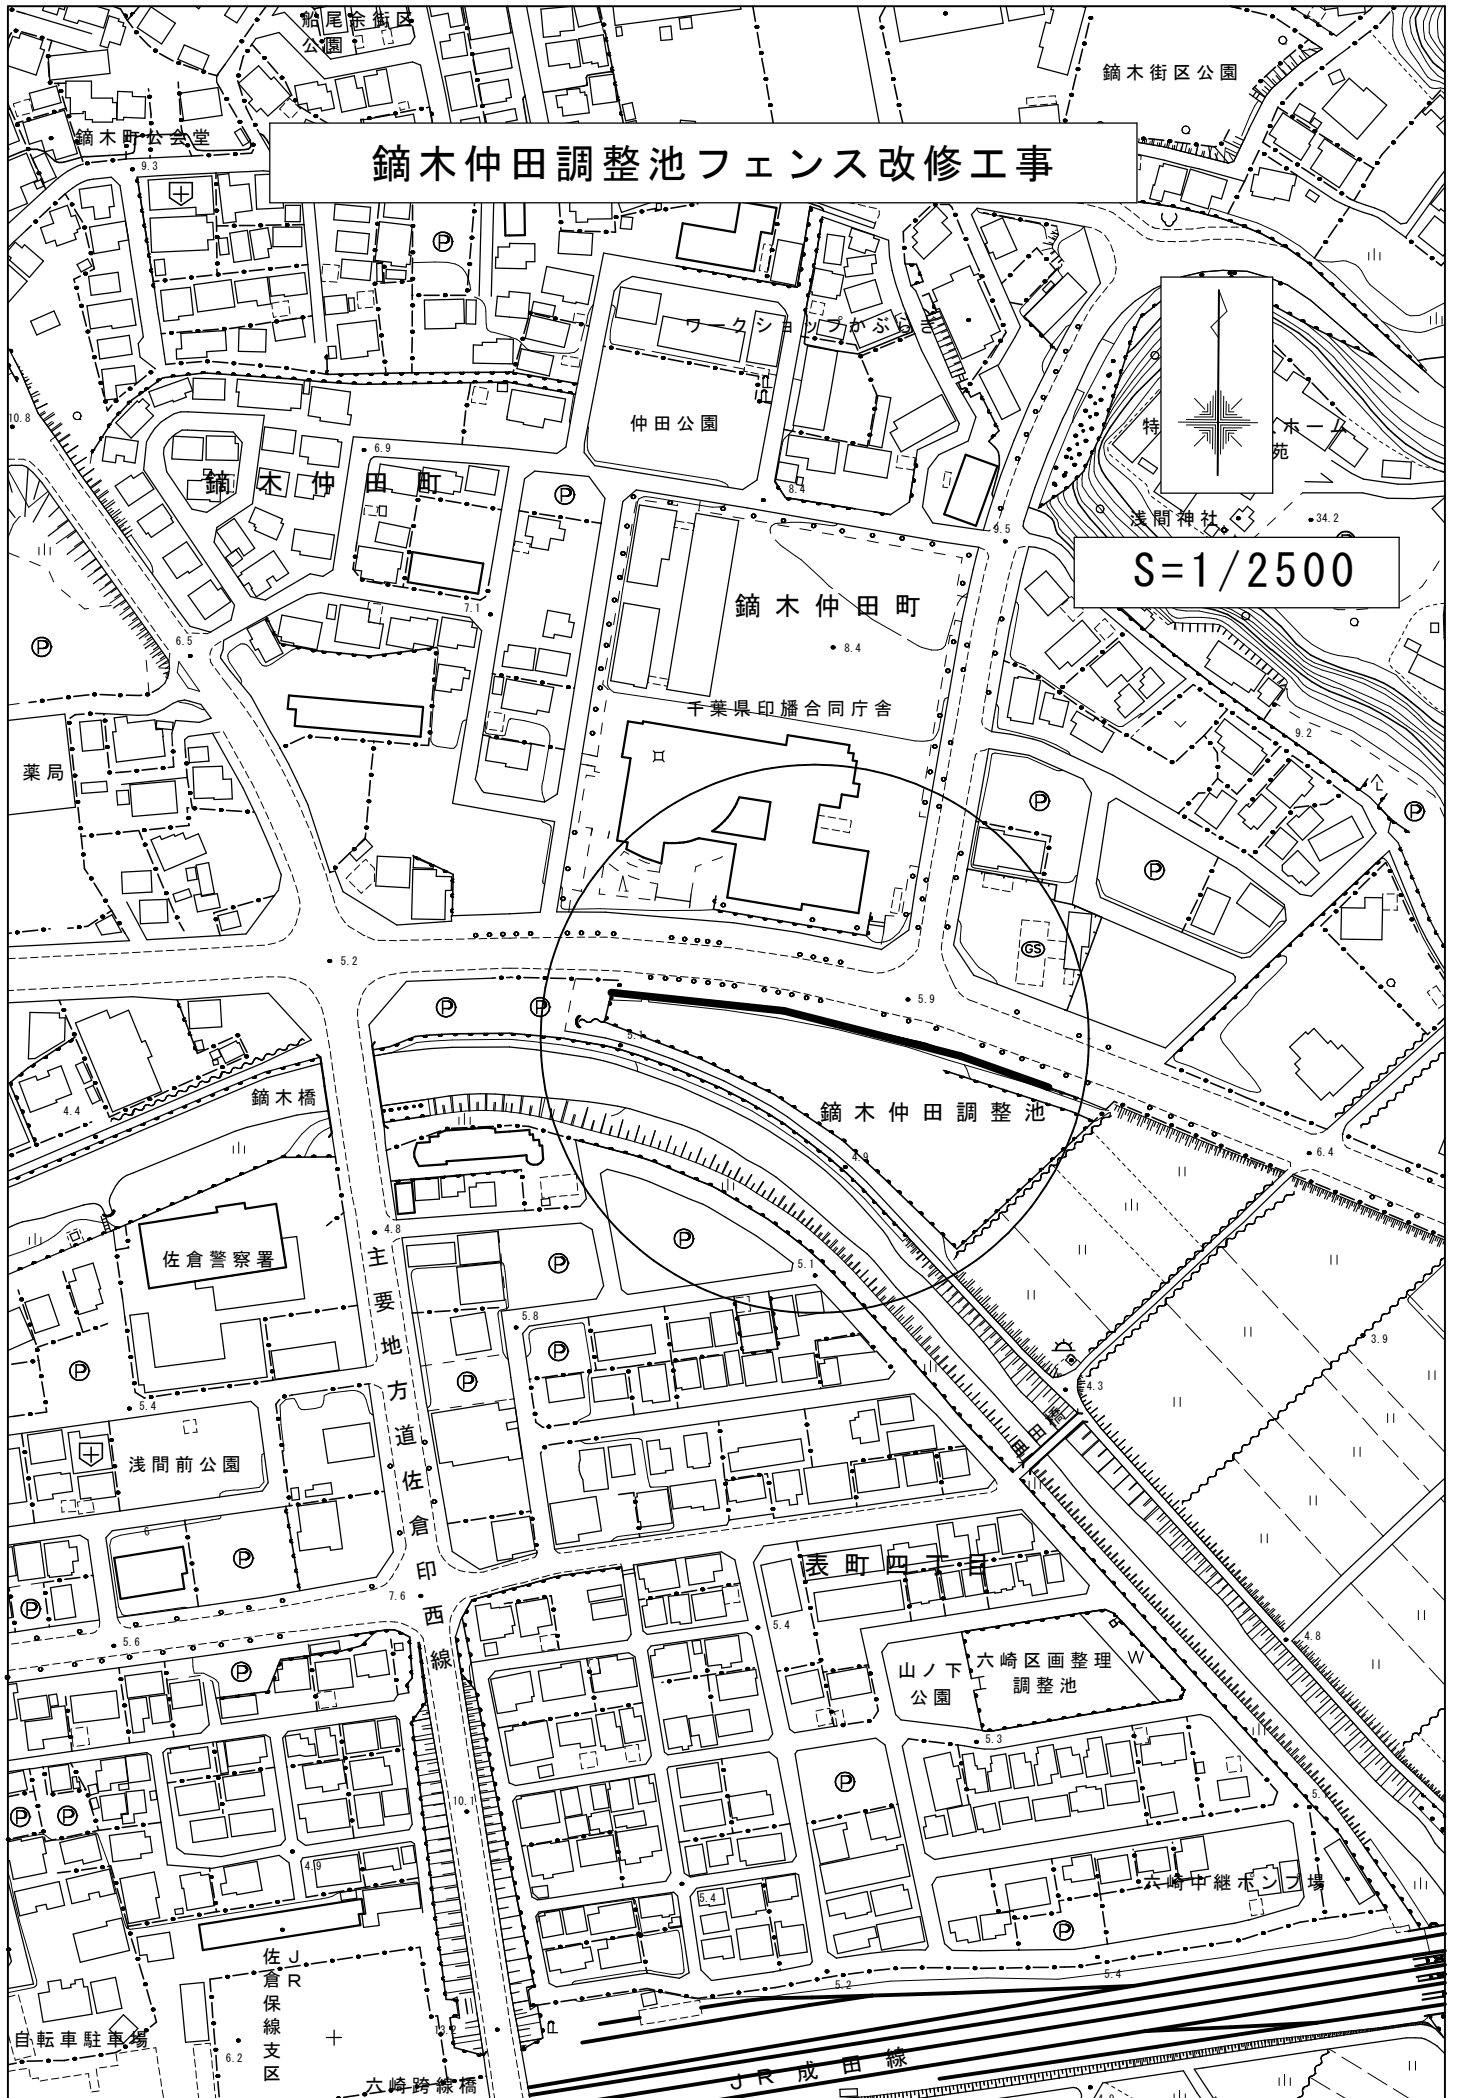 船尾余街区
公園
鏑木街区公園
鏑木町公会堂
9.3
鏑木仲田調整池フェンス改修工事
P
ワークショップかぶらぎ
10.8
仲田公園
6.9
鏑木仲田町
P
8.4
9.5
特
ホーム
苑
浅間神社
34.2
S=1/2500
7.1
鏑木仲田町
6.5
P
8.4
千葉県印旛合同庁舎
9.2
薬局
P
P
P
GS
5.2
5.9
P
P
5.1
鏑木橋
4.4
鏑木仲田調整池
6.4
4.9
4.8
佐倉警察署
P
P
5.1
主要地方道佐倉印西線
5.8
P
P
P
3.9
4.3
5.4
浅間前公園
P
P
7.6
表町四丁目
5.6
5.4
4.8
P
山ノ下
公園
六崎区画整理
調整池
W
5.3
P
P
P
10.1
5.1
4.9
5.4
六崎中継ポンプ場
P
JR
佐倉保線支区
5.4
5.2
自転車駐車場
6.2
六崎跨線橋
JR成田線